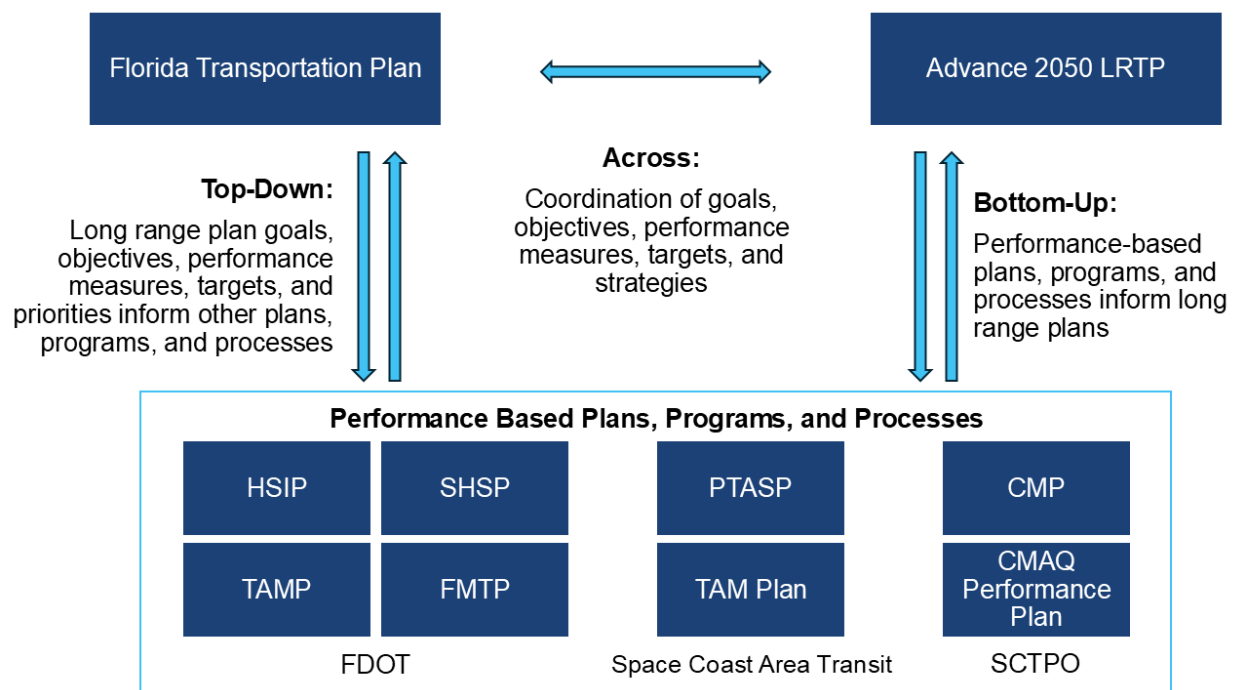 Florida Transportation Plan
Advance 2050 LRTP
Top-Down:
Long range plan goals,
objectives, performance
measures, targets, and
priorities inform other plans,
programs, and processes
Across:
Coordination of goals,
objectives, performance
measures, targets, and
strategies
Bottom-Up:
Performance-based
plans, programs, and
processes inform long
range plans
Performance Based Plans, Programs, and Processes
HSIP
SHSP
PTASP
CMP
TAMP
FMTP
TAM Plan
CMAQ
Performance
Plan
FDOT
Space Coast Area Transit
SCTPO